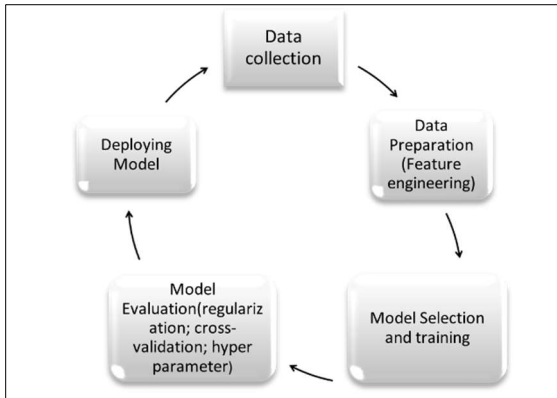 Data
collection
Data
Preparation
(Feature
engineering)
Model Selection
and training
Model
Evaluation(regulariz
ation; cross-
validation; hyper
parameter)
Deploying
Model